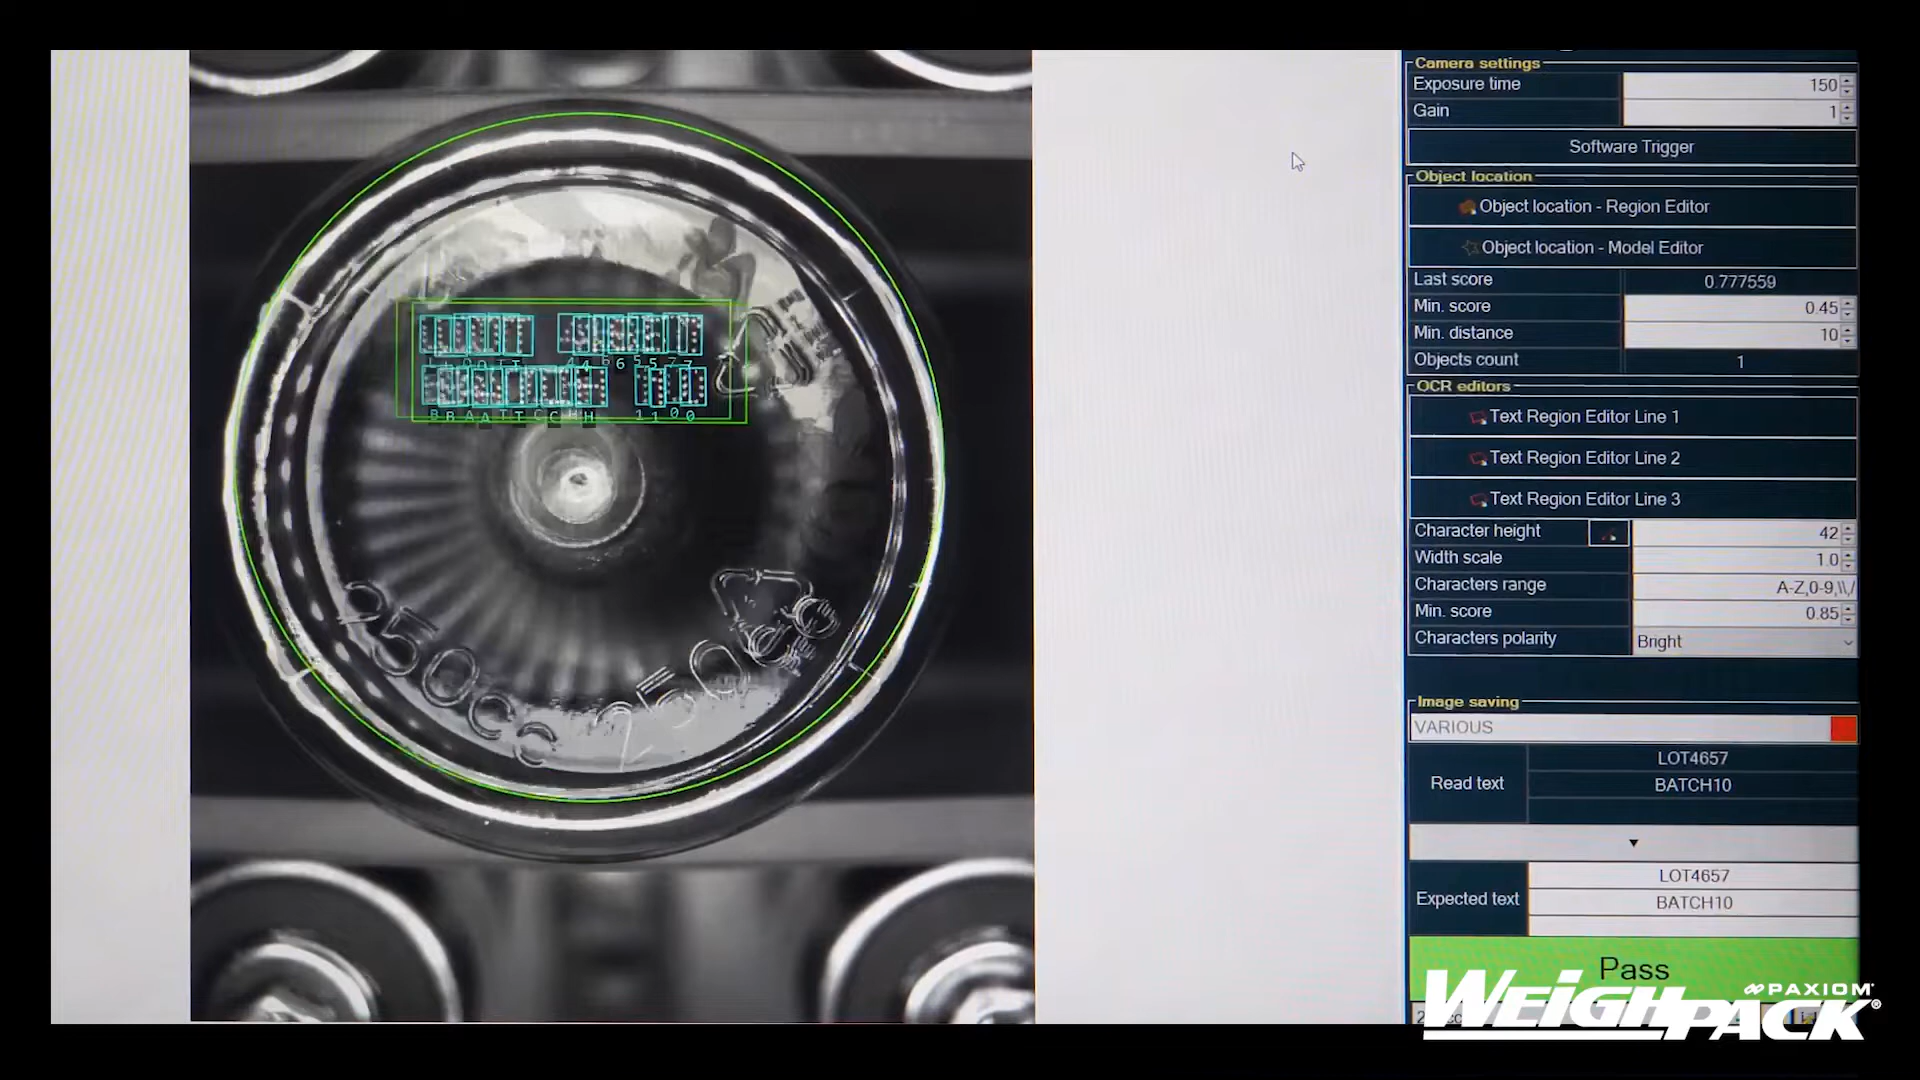 Camera settings
Exposure time 150
Gain 1
Software Trigger
Object location
Object location - Region Editor
Object location - Model Editor
Last score 0.777559
Min. score 0.45
Min. distance 10
Objects count 1
OCR editors
Text Region Editor Line 1
Text Region Editor Line 2
Text Region Editor Line 3
Character height 42
Width scale 1.0
Characters range A-Z,0-9,\\,/
Min. score 0.85
Characters polarity Bright
Image saving
VARIOUS
Read text
LOT4657
BATCH10
Expected text
LOT4657
BATCH10
Pass
PAXIOM
WEIGHPACK®